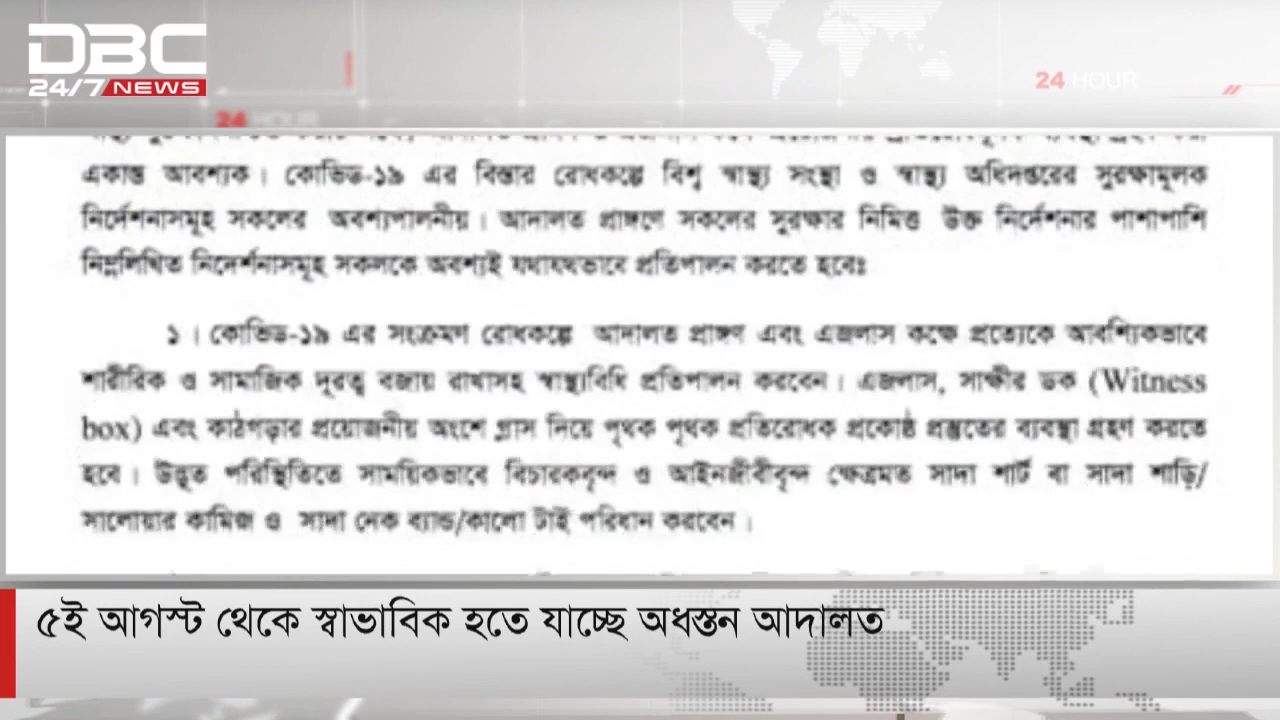 DBC
24/7 NEWS
24 HOUR
24 HOUR
একান্ত আবশ্যক। কোভিড-১৯ এর বিস্তার রোধকল্পে বিশ্ব স্বাস্থ্য সংস্থা ও স্বাস্থ্য অধিদপ্তরের সুরক্ষামূলক
নির্দেশনাসমূহ সকলের অবশ্যপালনীয়। আদালত প্রাঙ্গণে সকলের সুরক্ষার নিমিত্ত উক্ত নির্দেশনার পাশাপাশি
নিম্নলিখিত নিদের্শনাসমূহ সকলকে অবশ্যই যথাযথভাবে প্রতিপালন করতে হবেঃ
১। কোভিড-১৯ এর সংক্রমণ রোধকল্পে আদালত প্রাঙ্গণ এবং এজলাস কক্ষে প্রত্যেকে আবশ্যিকভাবে
শারীরিক ও সামাজিক দূরত্ব বজায় রাখাসহ স্বাস্থ্যবিধি প্রতিপালন করবেন। এজলাস, সাক্ষীর ডক (Witness
box) এবং কাঠগড়ার প্রয়োজনীয় অংশে গ্লাস দিয়ে পৃথক পৃথক প্রতিরোধক প্রকোষ্ঠ প্রস্তুতের ব্যবস্থা গ্রহণ করতে
হবে। উদ্ভূত পরিস্থিতিতে সাময়িকভাবে বিচারকবৃন্দ ও আইনজীবীবৃন্দ ক্ষেত্রমত সাদা শার্ট বা সাদা শাড়ি/
সালোয়ার কামিজ ও সাদা নেক ব্যান্ড/কালো টাই পরিধান করবেন।
৫ই আগস্ট থেকে স্বাভাবিক হতে যাচ্ছে অধস্তন আদালত